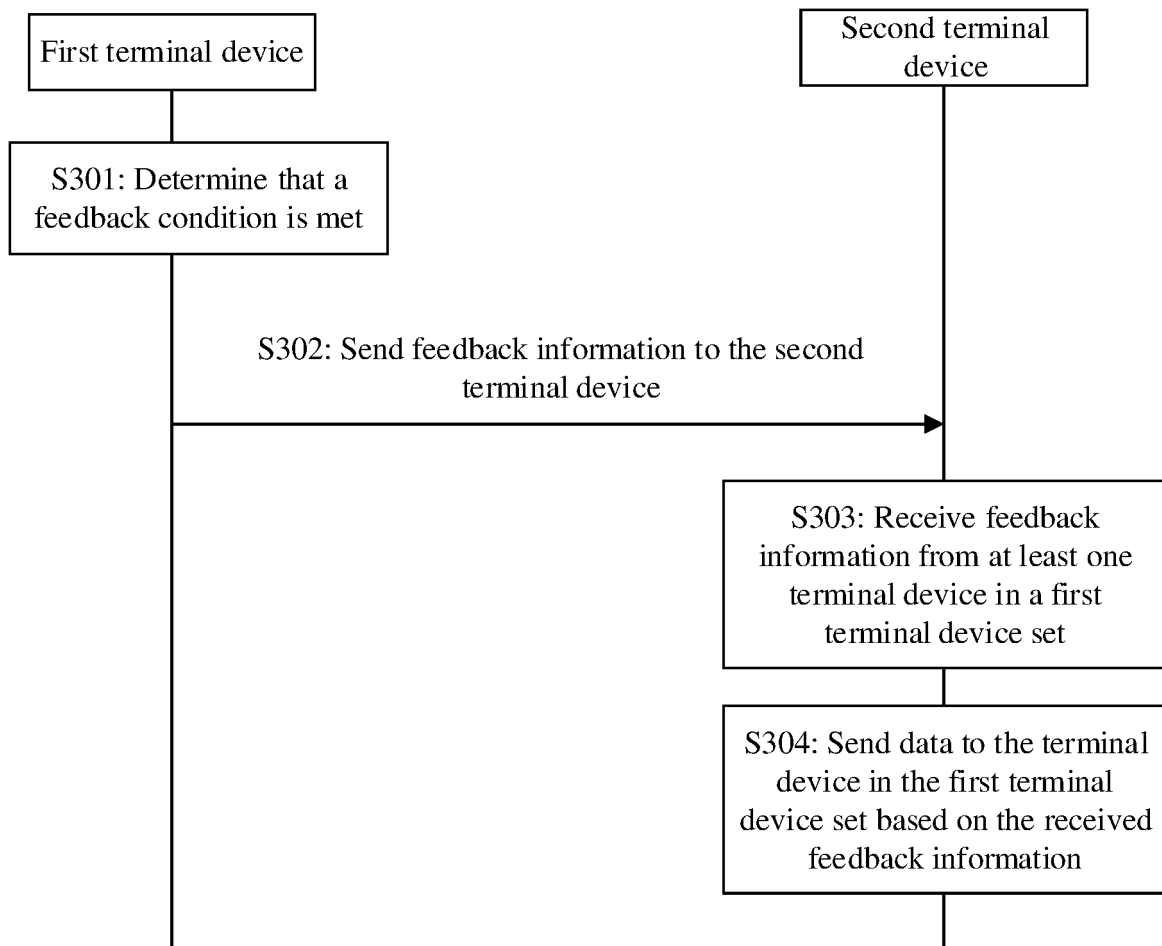 First terminal device
Second terminal
device
S301: Determine that a
feedback condition is met
S302: Send feedback information to the second
terminal device
S303: Receive feedback
information from at least one
terminal device in a first
terminal device set
S304: Send data to the terminal
device in the first terminal
device set based on the received
feedback information